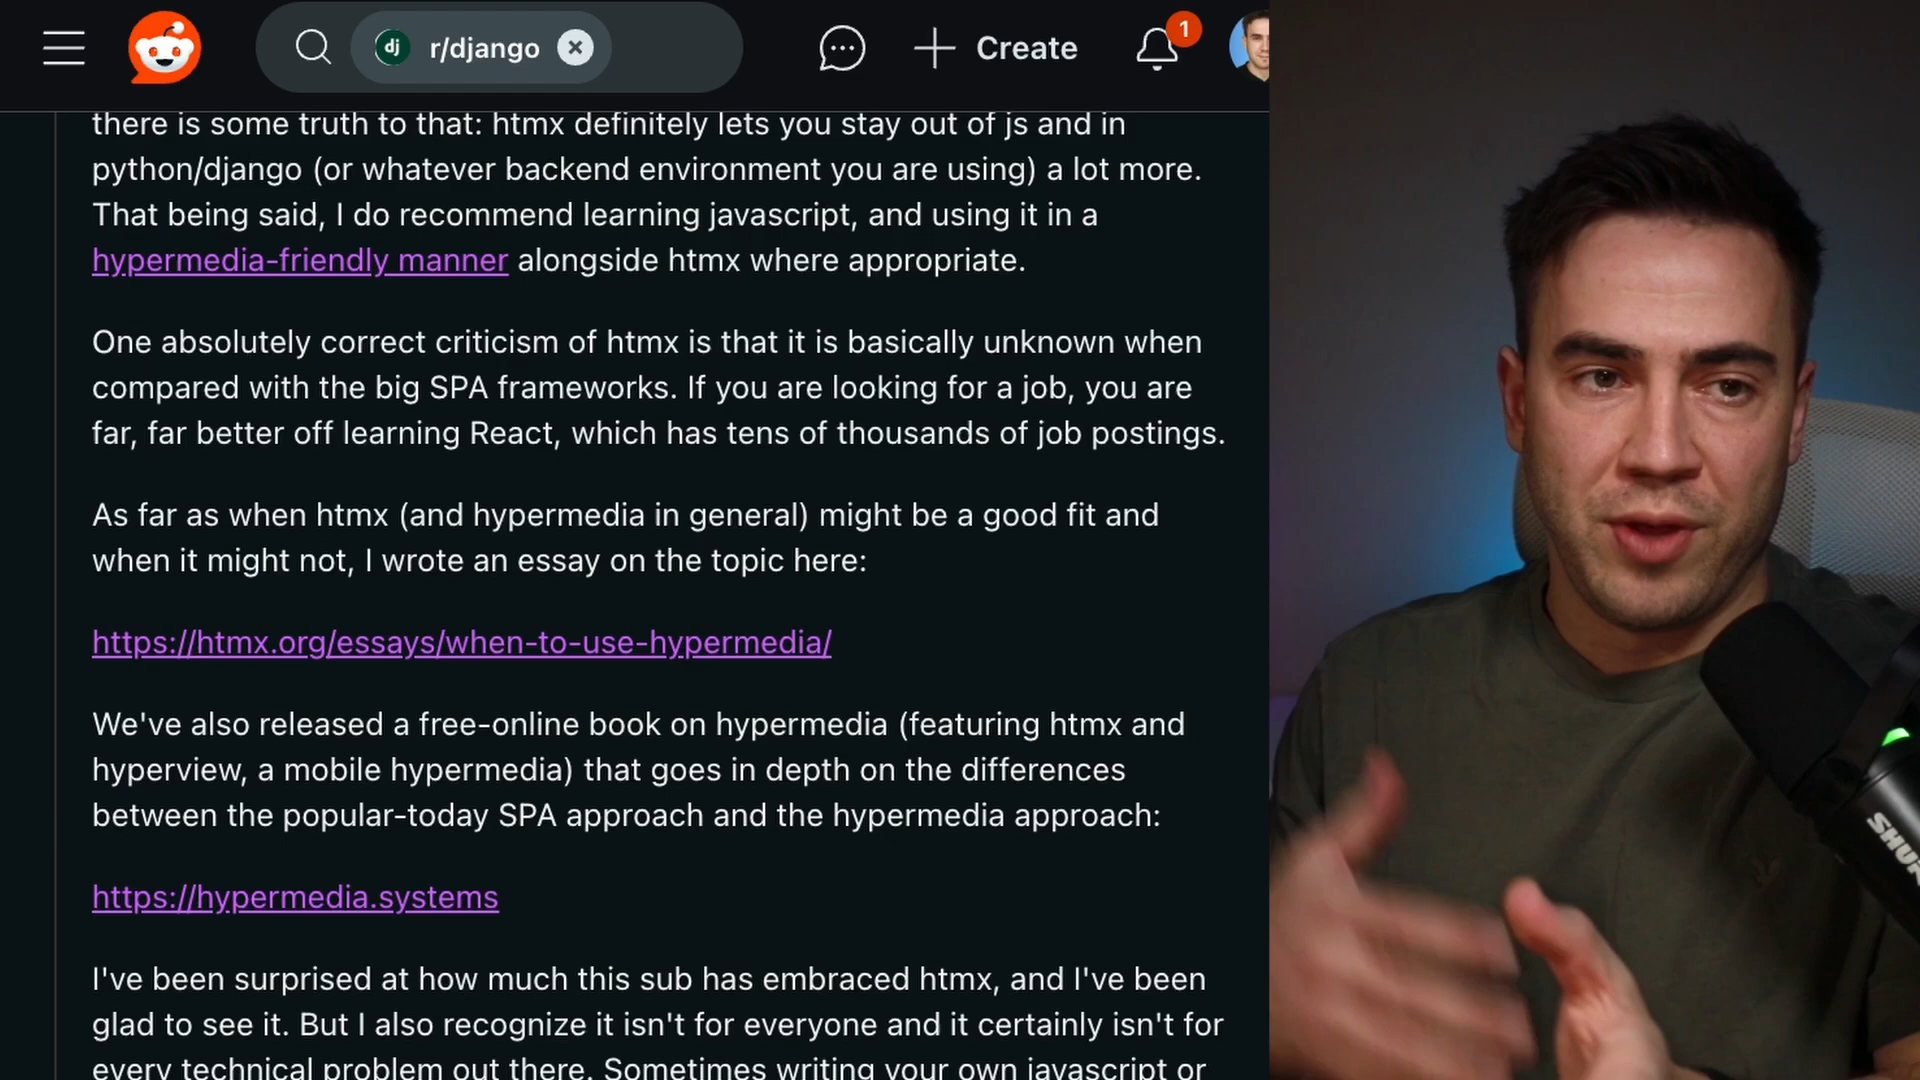 dj r/django
Create
1
there is some truth to that: htmx definitely lets you stay out of js and in
python/django (or whatever backend environment you are using) a lot more.
That being said, I do recommend learning javascript, and using it in a
hypermedia-friendly manner alongside htmx where appropriate.
One absolutely correct criticism of htmx is that it is basically unknown when
compared with the big SPA frameworks. If you are looking for a job, you are
far, far better off learning React, which has tens of thousands of job postings.
As far as when htmx (and hypermedia in general) might be a good fit and
when it might not, I wrote an essay on the topic here:
https://htmx.org/essays/when-to-use-hypermedia/
We've also released a free-online book on hypermedia (featuring htmx and
hyperview, a mobile hypermedia) that goes in depth on the differences
between the popular-today SPA approach and the hypermedia approach:
https://hypermedia.systems
I've been surprised at how much this sub has embraced htmx, and I've been
glad to see it. But I also recognize it isn't for everyone and it certainly isn't for
every technical problem out there. Sometimes writing your own javascript or
SHUR